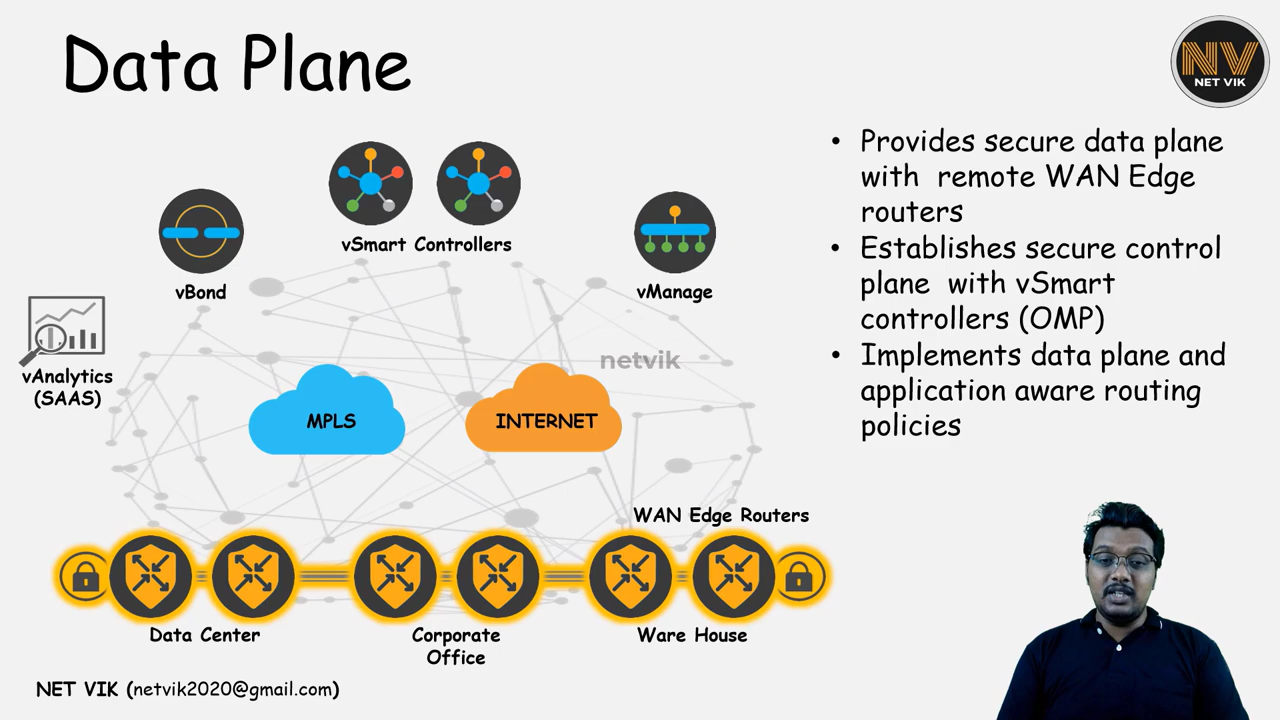 Data Plane
NV
NET VIK
• Provides secure data plane
with remote WAN Edge
routers
• Establishes secure control
plane with vSmart
controllers (OMP)
• Implements data plane and
application aware routing
policies
vSmart Controllers
vBond
vManage
vAnalytics
(SAAS)
netvik
MPLS
INTERNET
WAN Edge Routers
Data Center
Corporate
Office
Ware House
NET VIK (netvik2020@gmail.com)